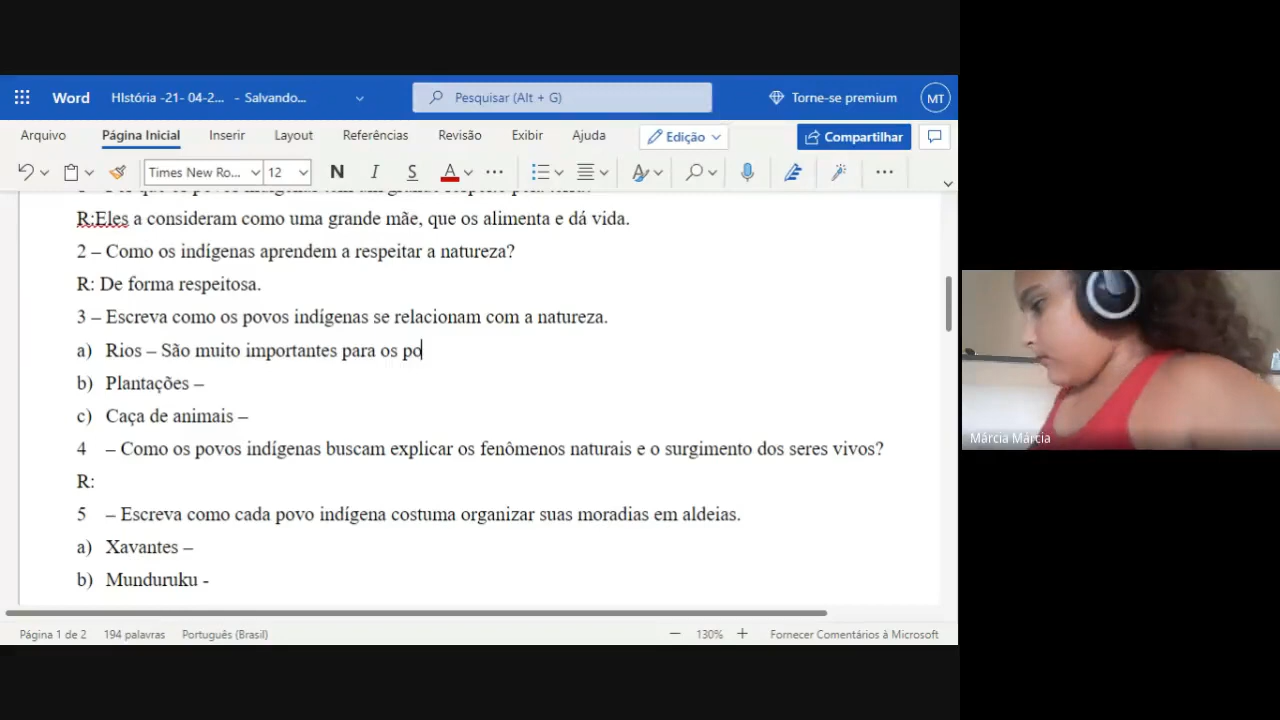 Word
HIstória -21- 04-2... - Salvando...
Pesquisar (Alt + G)
Torne-se premium
MT
Arquivo Página Inicial Inserir Layout Referências Revisão Exibir Ajuda Edição Compartilhar
Times New Ro... 12 N I S A
R:Eles a consideram como uma grande mãe, que os alimenta e dá vida.
2 – Como os indígenas aprendem a respeitar a natureza?
R: De forma respeitosa.
3 – Escreva como os povos indígenas se relacionam com a natureza.
a) Rios – São muito importantes para os po
b) Plantações –
c) Caça de animais –
4 – Como os povos indígenas buscam explicar os fenômenos naturais e o surgimento dos seres vivos?
R:
5 – Escreva como cada povo indígena costuma organizar suas moradias em aldeias.
a) Xavantes –
b) Munduruku -
Página 1 de 2 194 palavras Português (Brasil) 130% Fornecer Comentários à Microsoft
Márcia Márcia